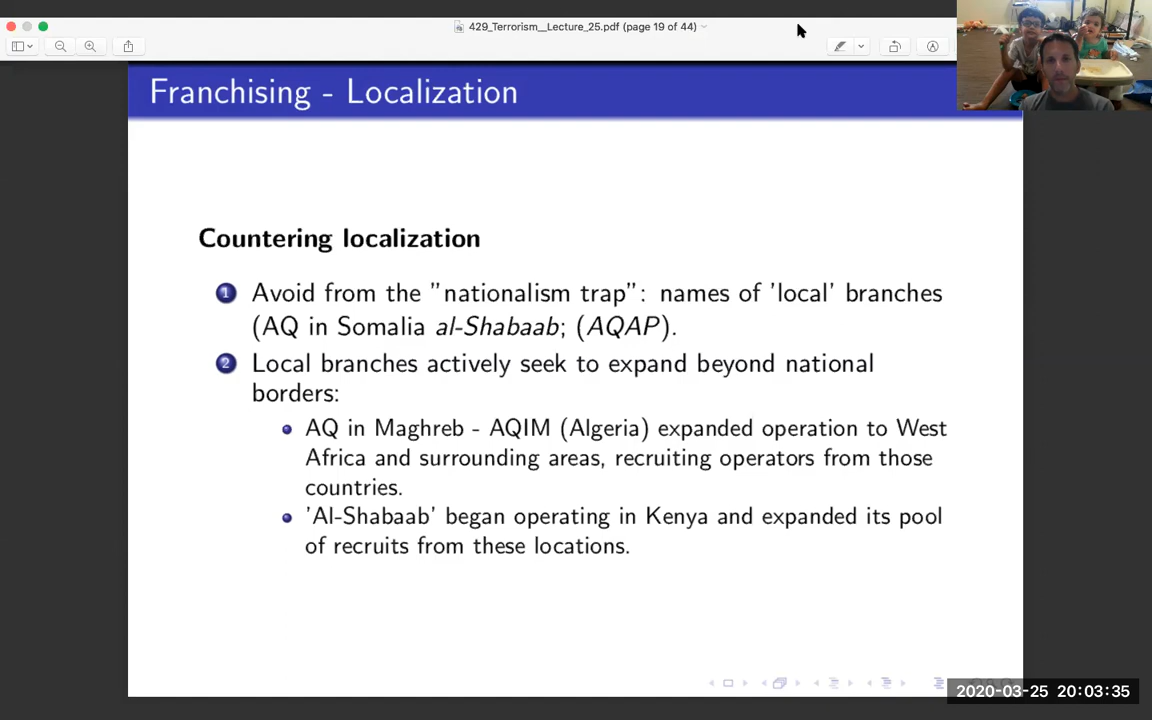 429_Terrorism__Lecture_25.pdf (page 19 of 44)
Franchising - Localization
Countering localization
1 Avoid from the "nationalism trap": names of 'local' branches
(AQ in Somalia al-Shabaab; (AQAP).
2 Local branches actively seek to expand beyond national
borders:
AQ in Maghreb - AQIM (Algeria) expanded operation to West
Africa and surrounding areas, recruiting operators from those
countries.
'Al-Shabaab' began operating in Kenya and expanded its pool
of recruits from these locations.
2020-03-25 20:03:35